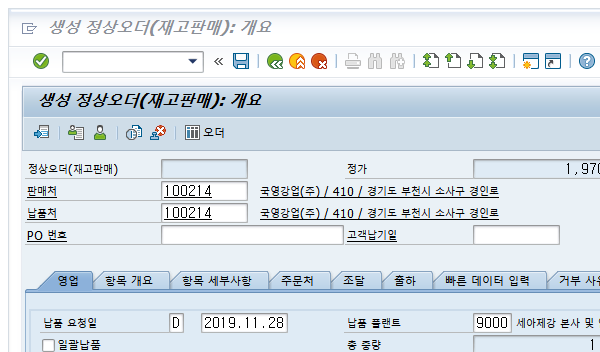 생성 정상오더(재고판매): 개요
생성 정상오더(재고판매): 개요
오더
정상오더(재고판매) 정가
판매처 100214 국영강업(주) / 410 / 경기도 부천시 소사구 경인로
납품처 100214 국영강업(주) / 410 / 경기도 부천시 소사구 경인로
PO 번호 고객납기일
영업 항목 개요 항목 세부사항 주문처 조달 출하 빠른 데이터 입력 거부
납품 요청일 D 2019.11.28 납품 플랜트 9000 세아제강 본사 및
일괄납품 총 중량